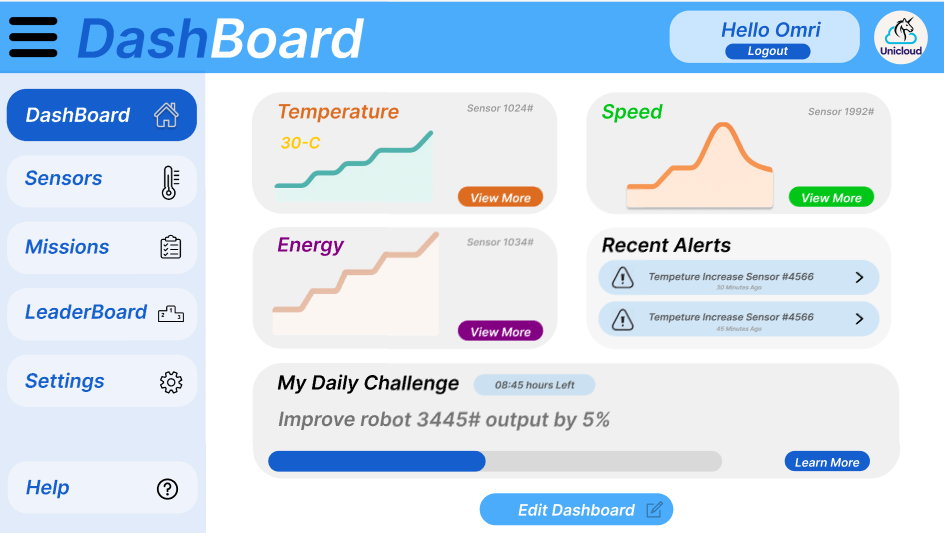 DashBoard
Hello Omri
Logout
Unicloud
DashBoard
Sensors
Missions
LeaderBoard
2 1 3
Settings
Help
?
Temperature
Sensor 1024#
30-C
View More
Speed
Sensor 1992#
View More
Energy
Sensor 1034#
View More
Recent Alerts
Tempeture Increase Sensor #4566
30 Minutes Ago
Tempeture Increase Sensor #4566
45 Minutes Ago
My Daily Challenge
08:45 hours Left
Improve robot 3445# output by 5%
Learn More
Edit Dashboard